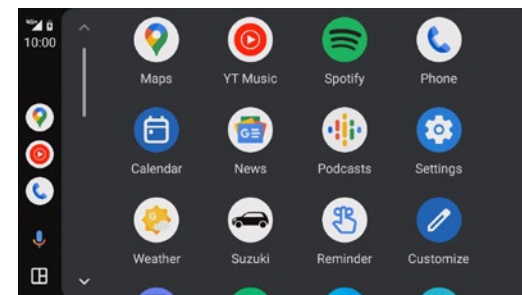 10:00
Maps
YT Music
Spotify
Phone
Calendar
News
Podcasts
Settings
Weather
Suzuki
Reminder
Customize